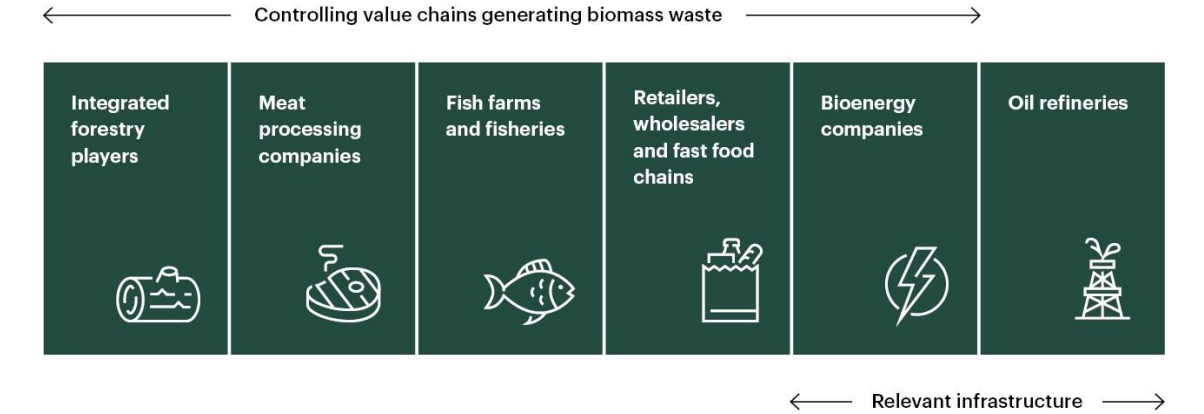 Controlling value chains generating biomass waste
Integrated
forestry
players
Meat
processing
companies
Fish farms
and fisheries
Retailers,
wholesalers
and fast food
chains
Bioenergy
companies
Oil refineries
Relevant infrastructure